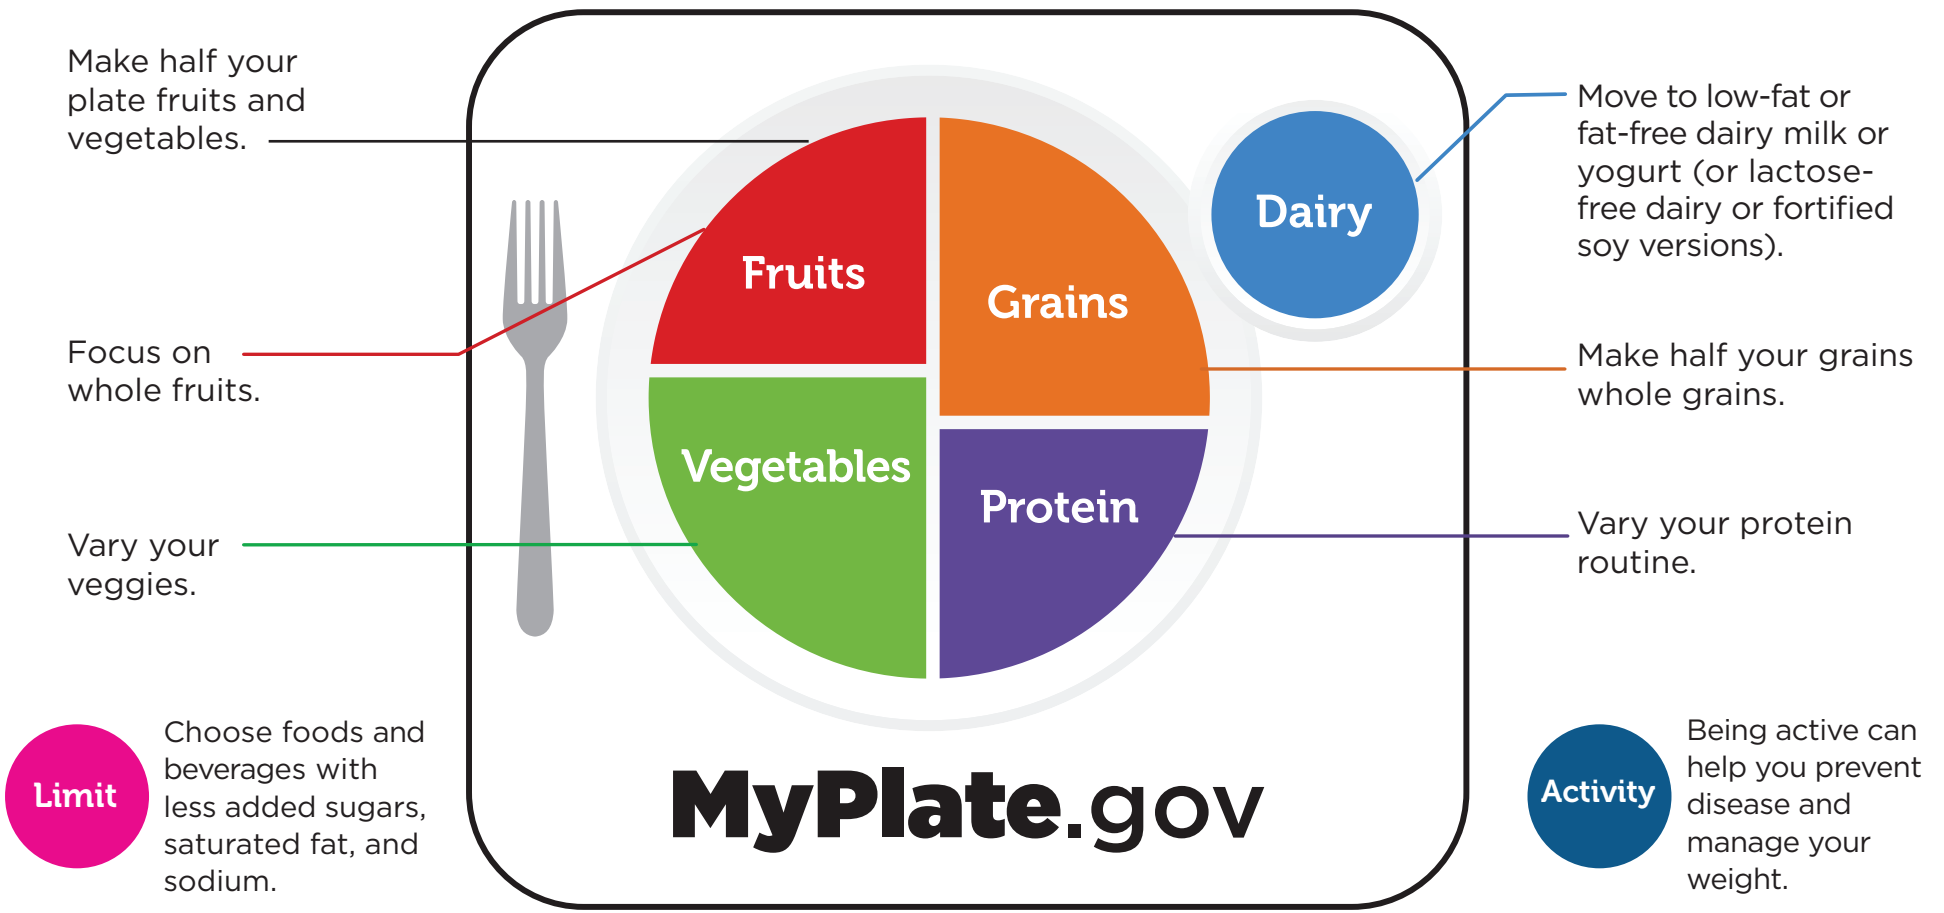 Make half your
plate fruits and
vegetables.
Focus on
whole fruits.
Vary your
veggies.
Fruits
Grains
Vegetables
Protein
Dairy
Move to low-fat or
fat-free dairy milk or
yogurt (or lactose-
free dairy or fortified
soy versions).
Make half your grains
whole grains.
Vary your protein
routine.
Limit
Choose foods and
beverages with
less added sugars,
saturated fat, and
sodium.
MyPlate.gov
Activity
Being active can
help you prevent
disease and
manage your
weight.